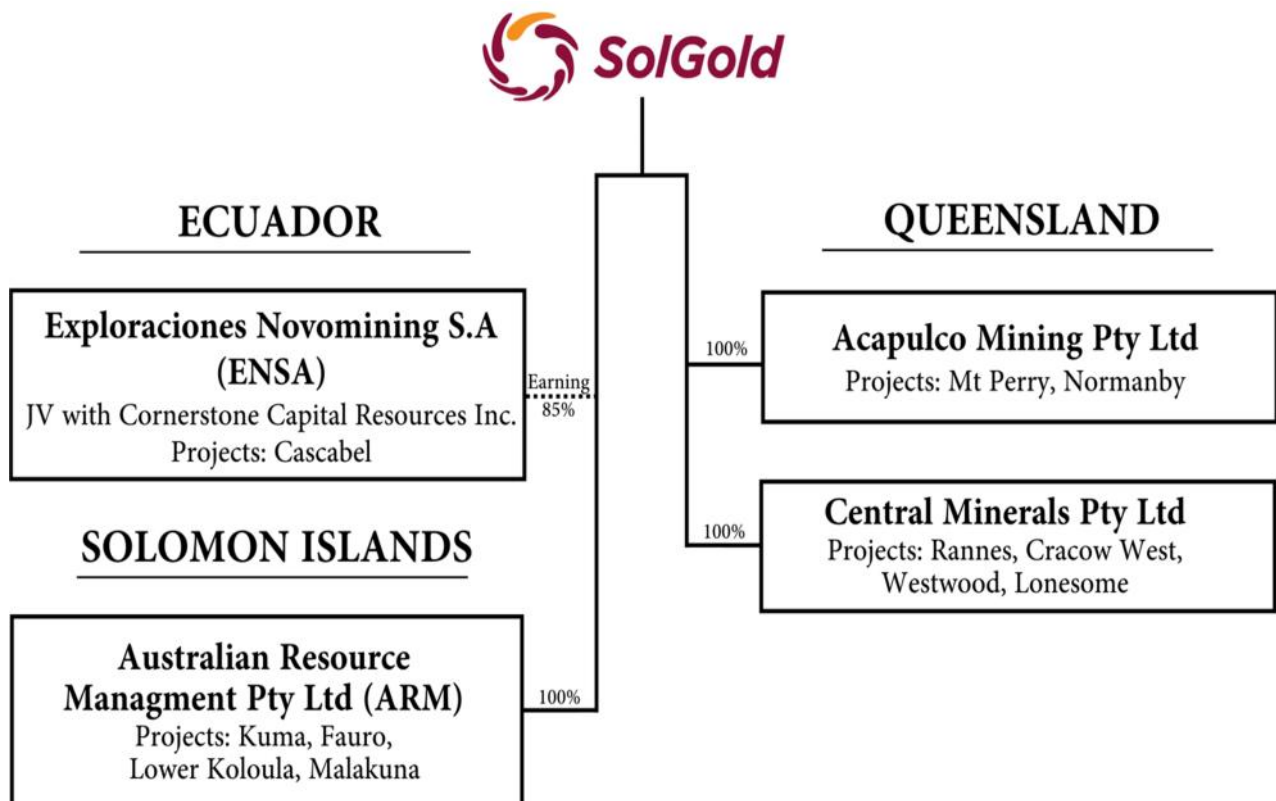 SolGold
ECUADOR
Exploraciones Novomining S.A
(ENSA)
JV with Cornerstone Capital Resources Inc.
Projects: Cascabel
Earning
85%
SOLOMON ISLANDS
Australian Resource
Managment Pty Ltd (ARM)
Projects: Kuma, Fauro,
Lower Koloula, Malakuna
100%
QUEENSLAND
100%
Acapulco Mining Pty Ltd
Projects: Mt Perry, Normanby
100%
Central Minerals Pty Ltd
Projects: Rannes, Cracow West,
Westwood, Lonesome